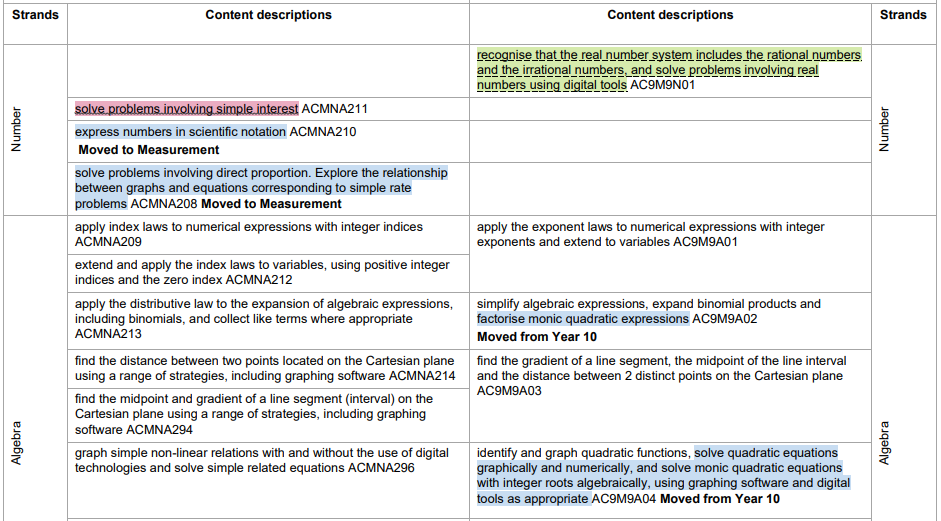 Strands
Content descriptions
Content descriptions
Strands
Number
recognise that the real number system includes the rational numbers
and the irrational numbers, and solve problems involving real
numbers using digital tools AC9M9N01
Number
solve problems involving simple interest ACMNA211
express numbers in scientific notation ACMNA210
Moved to Measurement
solve problems involving direct proportion. Explore the relationship
between graphs and equations corresponding to simple rate
problems ACMNA208 Moved to Measurement
Algebra
apply index laws to numerical expressions with integer indices
ACMNA209
apply the exponent laws to numerical expressions with integer
exponents and extend to variables AC9M9A01
Algebra
extend and apply the index laws to variables, using positive integer
indices and the zero index ACMNA212
apply the distributive law to the expansion of algebraic expressions,
including binomials, and collect like terms where appropriate
ACMNA213
simplify algebraic expressions, expand binomial products and
factorise monic quadratic expressions AC9M9A02
Moved from Year 10
find the distance between two points located on the Cartesian plane
using a range of strategies, including graphing software ACMNA214
find the gradient of a line segment, the midpoint of the line interval
and the distance between 2 distinct points on the Cartesian plane
AC9M9A03
find the midpoint and gradient of a line segment (interval) on the
Cartesian plane using a range of strategies, including graphing
software ACMNA294
graph simple non-linear relations with and without the use of digital
technologies and solve simple related equations ACMNA296
identify and graph quadratic functions, solve quadratic equations
graphically and numerically, and solve monic quadratic equations
with integer roots algebraically, using graphing software and digital
tools as appropriate AC9M9A04 Moved from Year 10